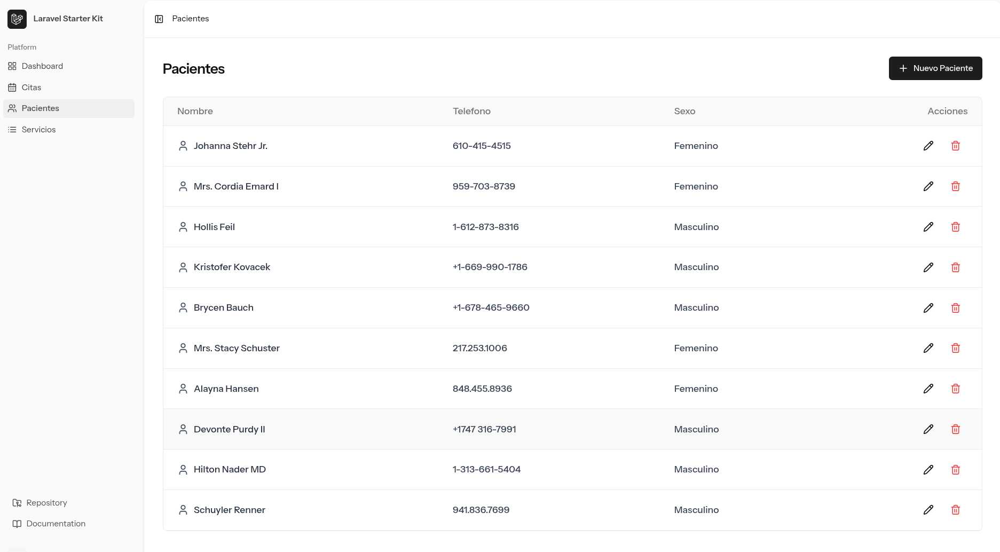 Laravel Starter Kit
Platform
Dashboard
Citas
Pacientes
Servicios
Repository
Documentation
Pacientes
Pacientes
Nuevo Paciente
Nombre Telefono Sexo Acciones
Johanna Stehr Jr. 610-415-4515 Femenino
Mrs. Cordia Emard I 959-703-8739 Femenino
Hollis Feil 1-612-873-8316 Masculino
Kristofer Kovacek +1-669-990-1786 Masculino
Brycen Bauch +1-678-465-9660 Masculino
Mrs. Stacy Schuster 217.253.1006 Femenino
Alayna Hansen 848.455.8936 Femenino
Devonte Purdy II +1747 316-7991 Masculino
Hilton Nader MD 1-313-661-5404 Masculino
Schuyler Renner 941.836.7699 Masculino